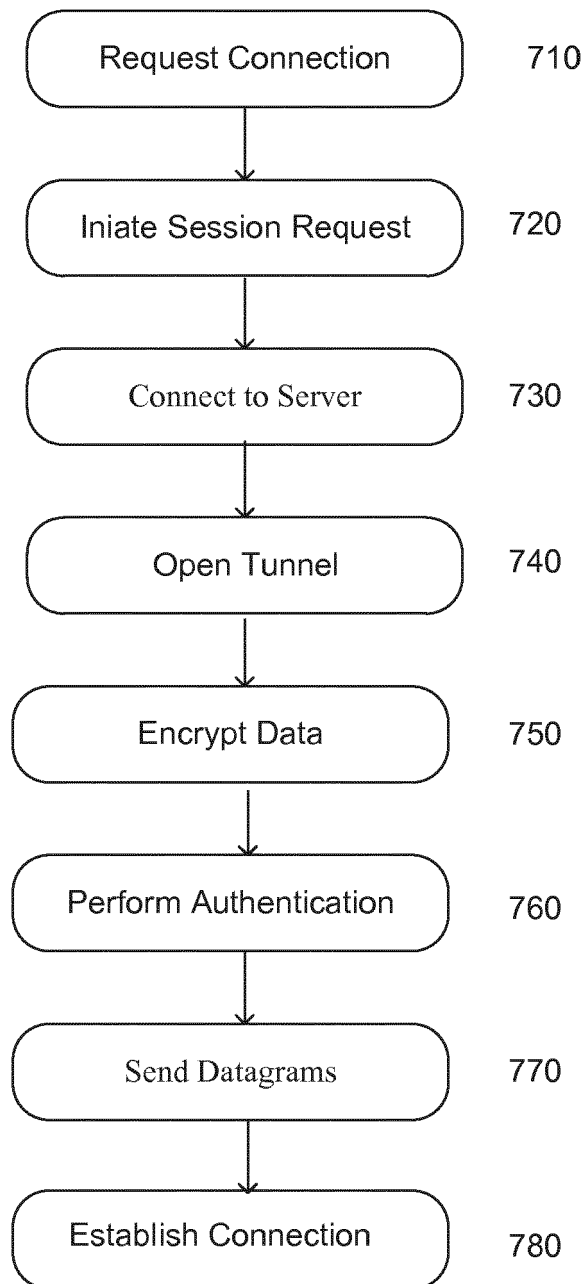 Request Connection 710
Iniate Session Request 720
Connect to Server 730
Open Tunnel 740
Encrypt Data 750
Perform Authentication 760
Send Datagrams 770
Establish Connection 780